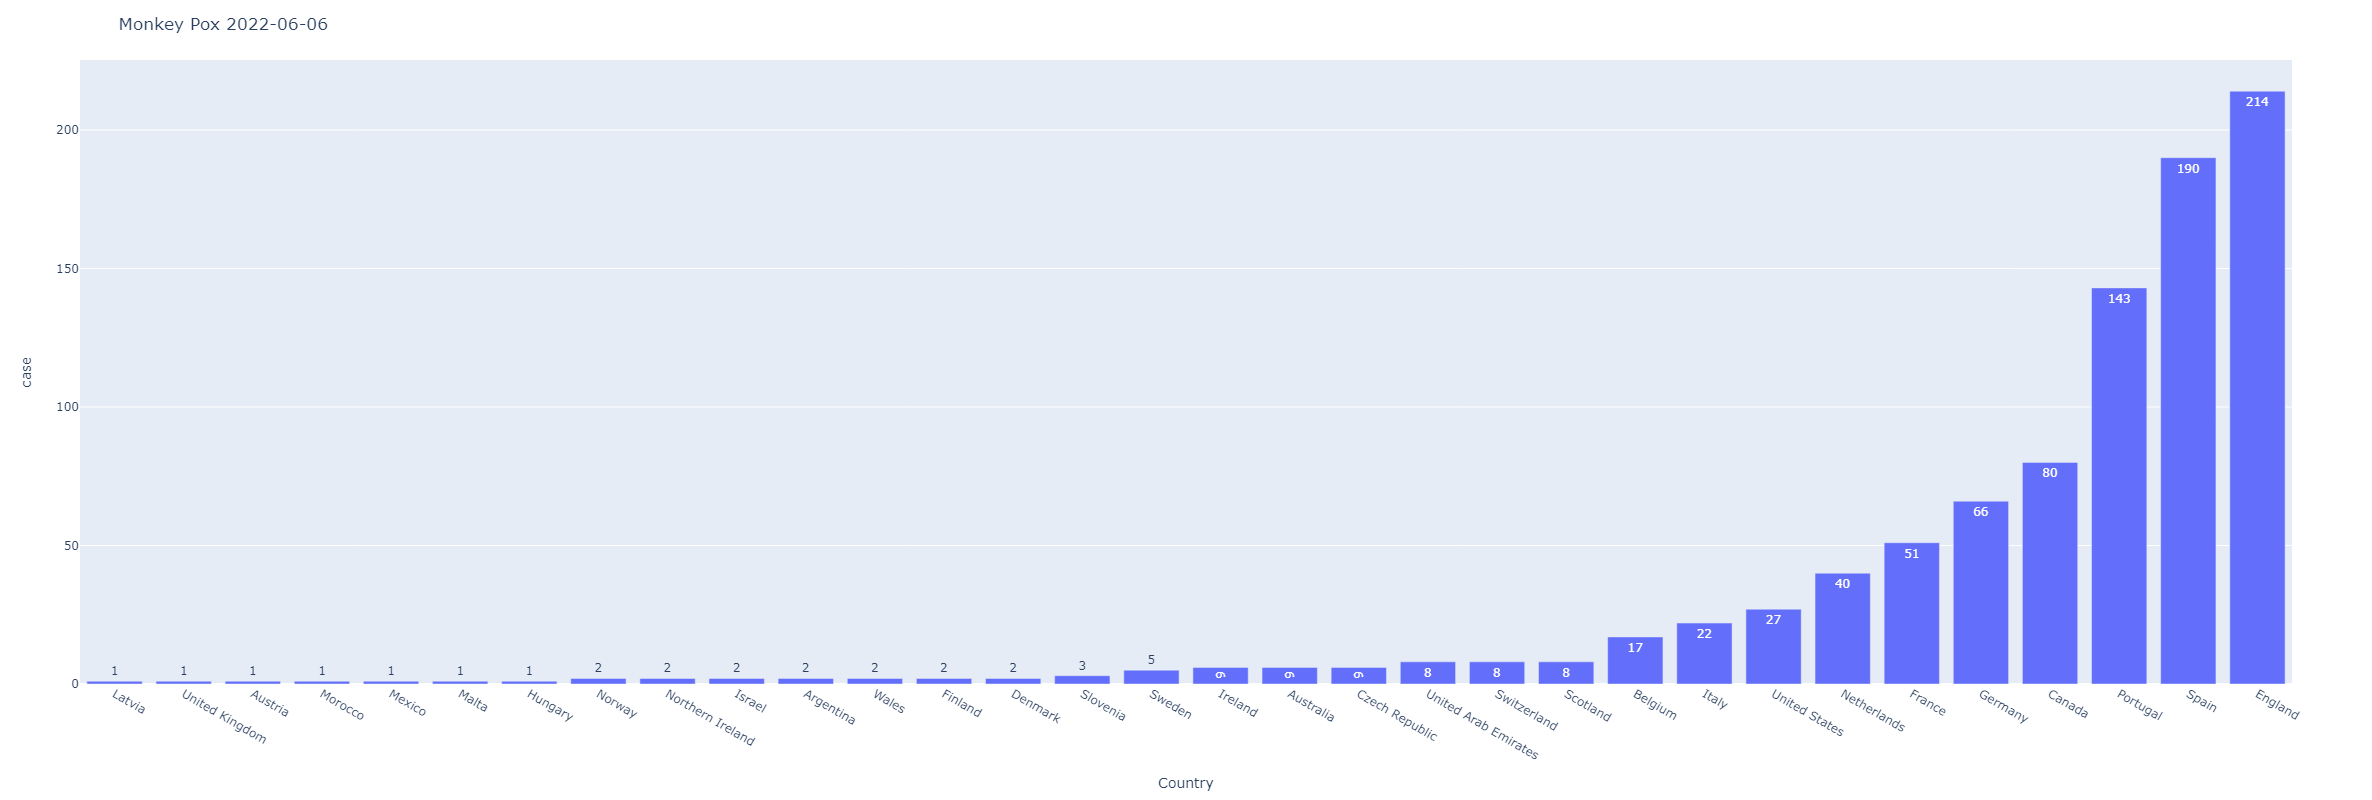 Monkey Pox 2022-06-06
case
200
150
100
50
0
1
1
1
1
1
1
1
2
2
2
2
2
2
2
3
5
6
6
6
8
8
8
17
22
27
40
51
66
80
143
190
214
Latvia
United Kingdom
Austria
Morocco
Mexico
Malta
Hungary
Norway
Northern Ireland
Israel
Argentina
Wales
Finland
Denmark
Slovenia
Sweden
Ireland
Australia
Czech Republic
United Arab Emirates
Switzerland
Scotland
Belgium
Italy
United States
Netherlands
France
Germany
Canada
Portugal
Spain
England
Country